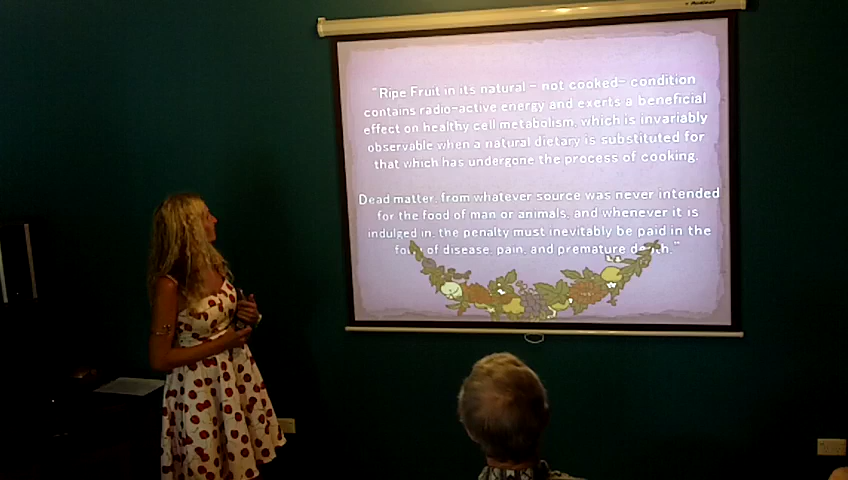 "Ripe Fruit in its natural - not cooked- condition
contains radio-active energy and exerts a beneficial
effect on healthy cell metabolism, which is invariably
observable when a natural dietary is substituted for
that which has undergone the process of cooking.
Dead matter, from whatever source was never intended
for the food of man or animals, and whenever it is
indulged in, the penalty must inevitably be paid in the
form of disease, pain, and premature death."